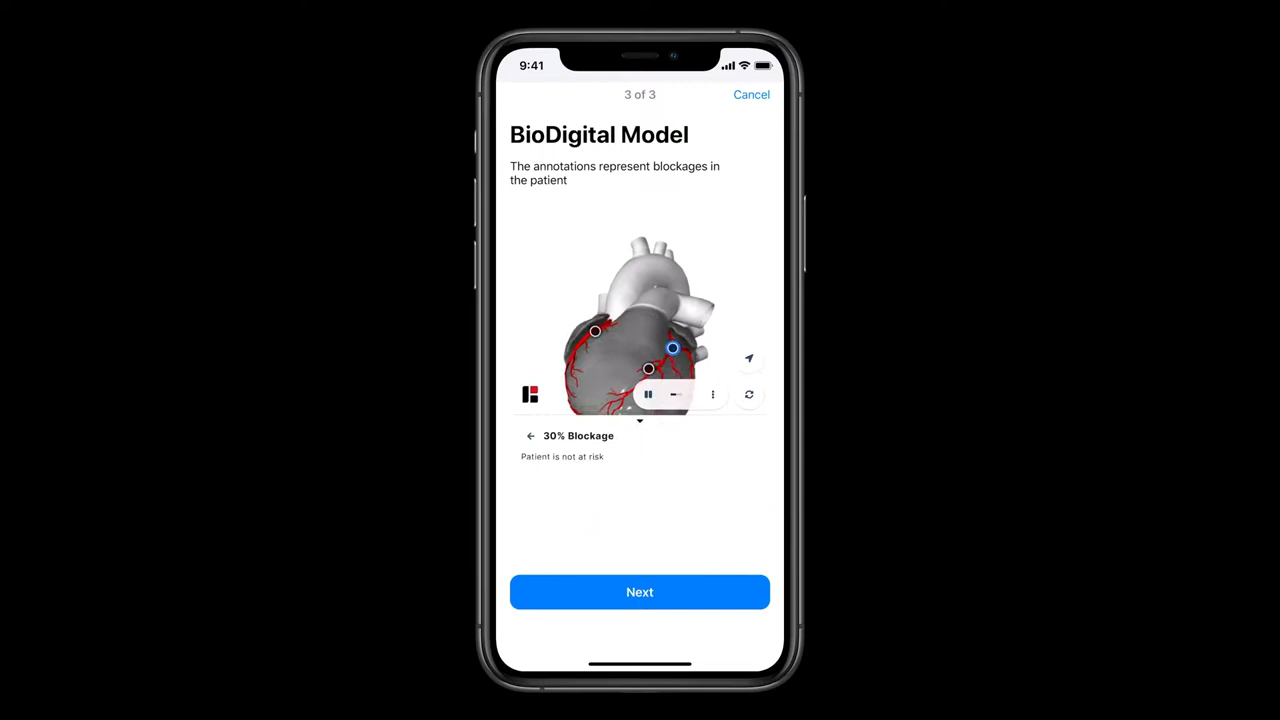 9:41
3 of 3
Cancel
BioDigital Model
The annotations represent blockages in
the patient
30% Blockage
Patient is not at risk
Next